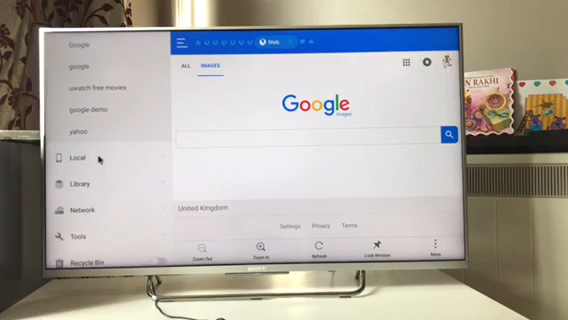 Google
google
uwatch free movies
google demo
yahoo
Local
Library
Network
Tools
Recycle Bin
Web
ALL
IMAGES
Google
images
United Kingdom
Settings
Privacy
Terms
Zoom Out
Zoom In
Refresh
Lock Window
More
SONY
RAKHI